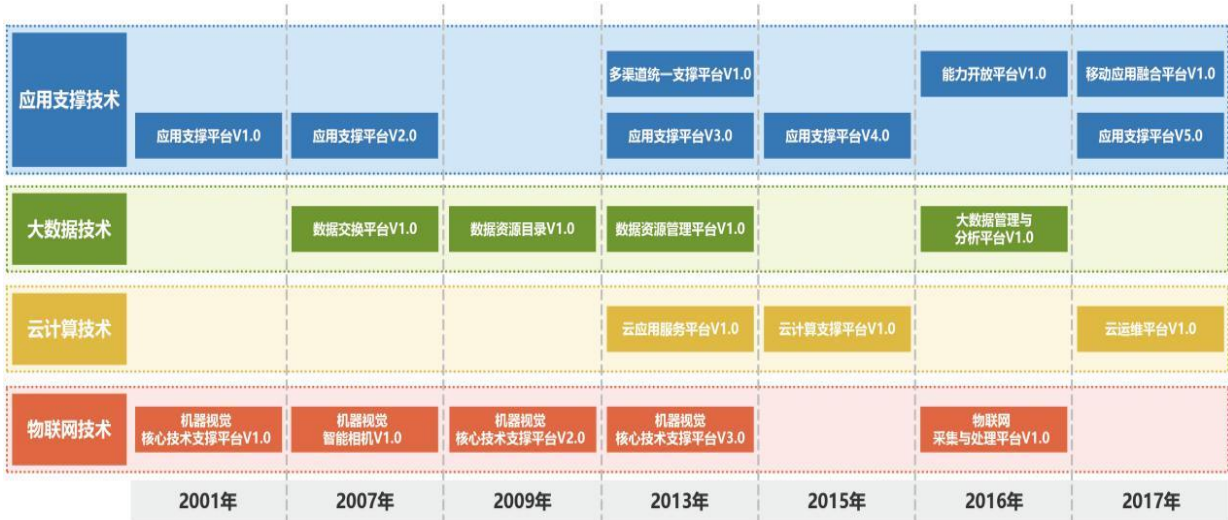 多渠道统一支撑平台V1.0
能力开放平台V1.0
移动应用融合平台V1.0
应用支撑技术
应用支撑平台V1.0
应用支撑平台V2.0
应用支撑平台V3.0
应用支撑平台V4.0
应用支撑平台V5.0
大数据技术
数据交换平台V1.0
数据资源目录V1.0
数据资源管理平台V1.0
大数据管理与
分析平台V1.0
云计算技术
云应用服务平台V1.0
云计算支撑平台V1.0
云运维平台V1.0
物联网技术
机器视觉
核心技术支撑平台V1.0
机器视觉
智能相机V1.0
机器视觉
核心技术支撑平台V2.0
机器视觉
核心技术支撑平台V3.0
物联网
采集与处理平台V1.0
2001年
2007年
2009年
2013年
2015年
2016年
2017年